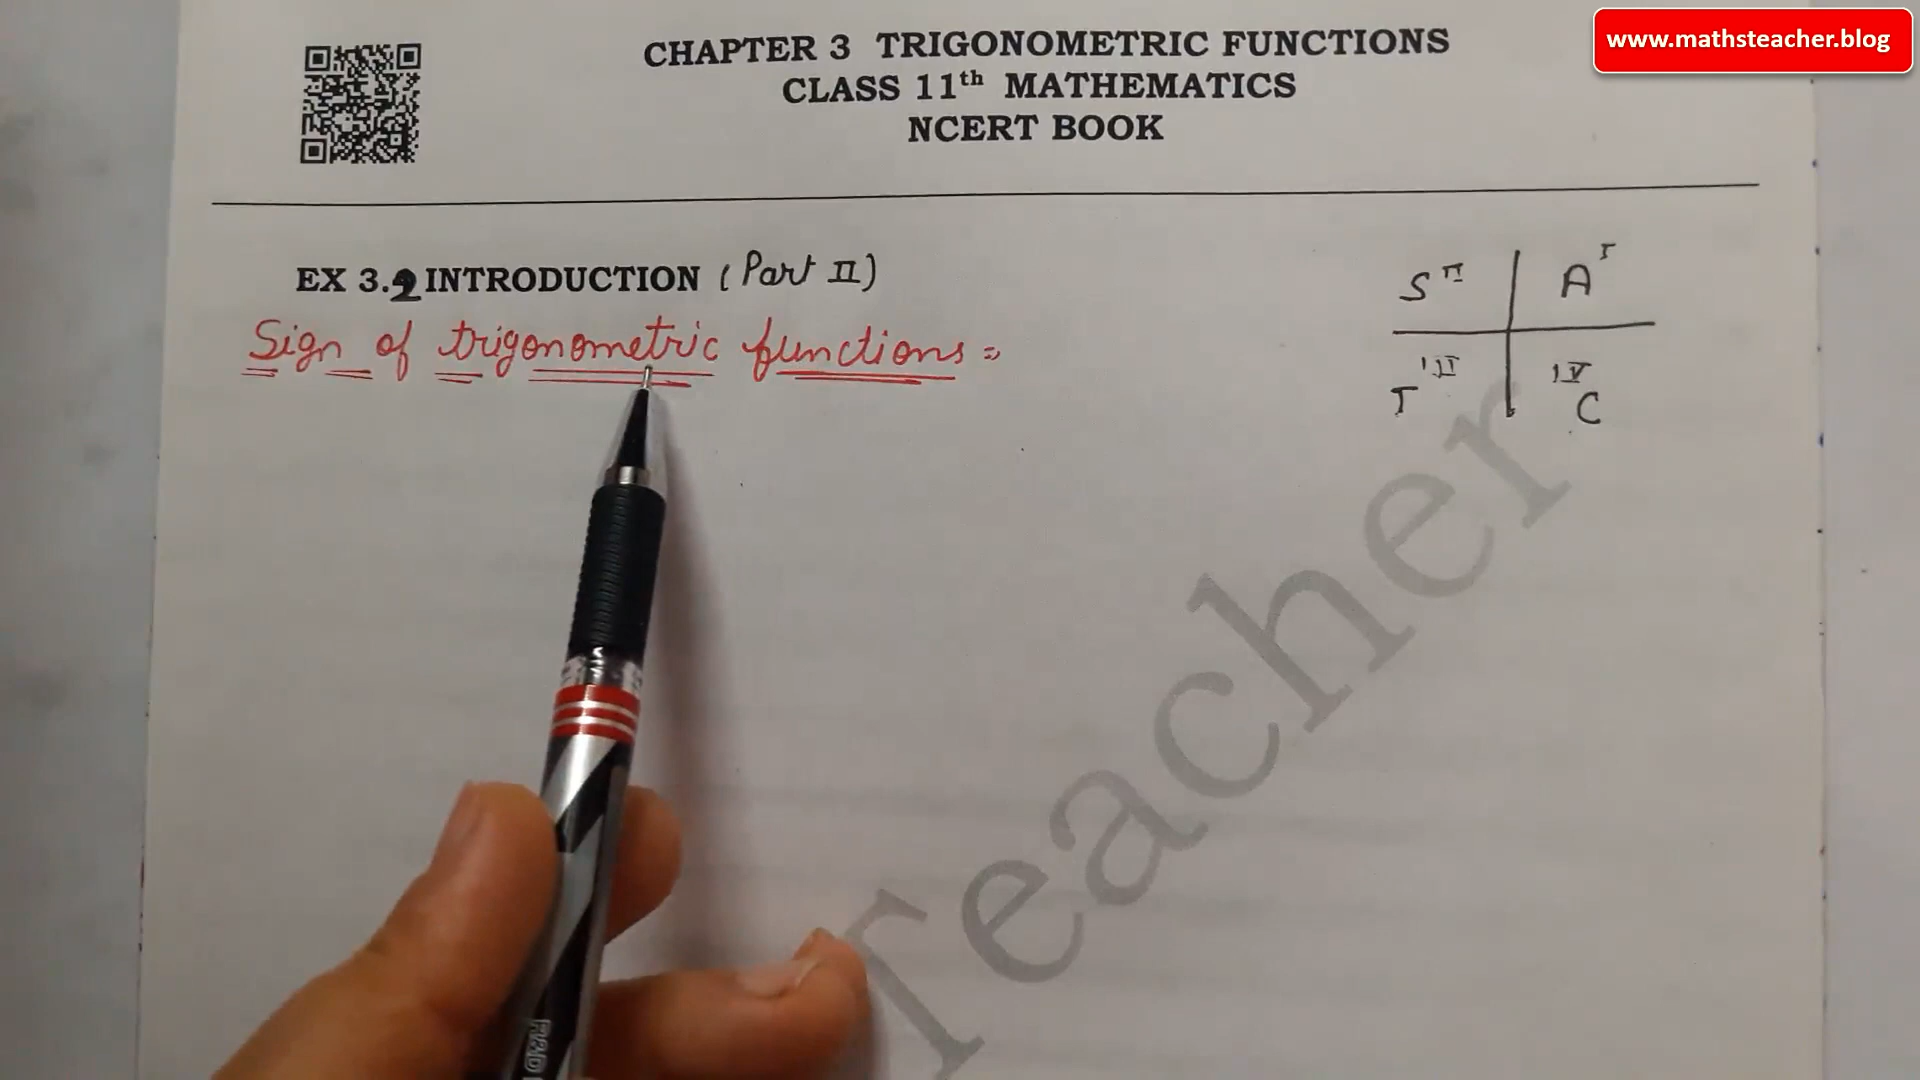 www.mathsteacher.blog
CHAPTER 3 TRIGONOMETRIC FUNCTIONS
CLASS 11th MATHEMATICS
NCERT BOOK
EX 3.2 INTRODUCTION (Part II)
Sign of trigonometric functions =
S II A I
T III IV C
Teacher